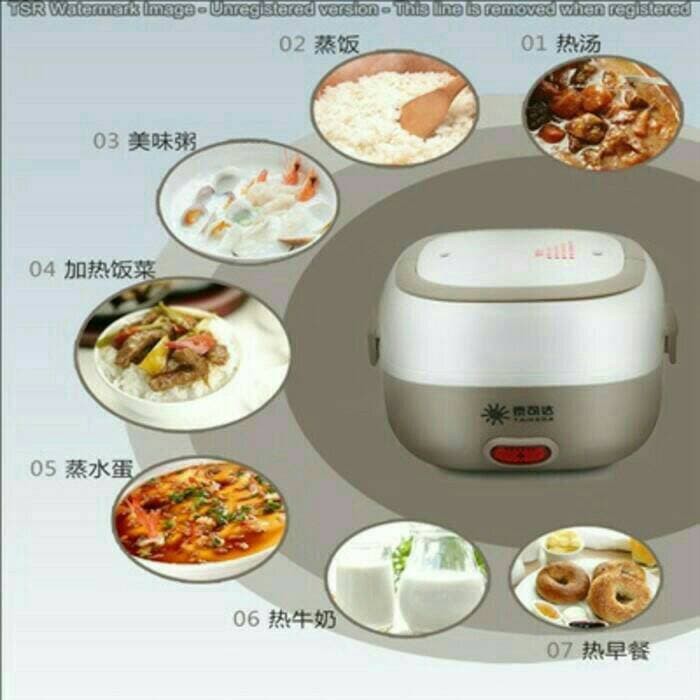 TSR Watermark Image - Unregistered version - This line is removed when registered
01 热汤
02 蒸饭
03 美味粥
04 加热饭菜
05 蒸水蛋
06 热牛奶
07 热早餐